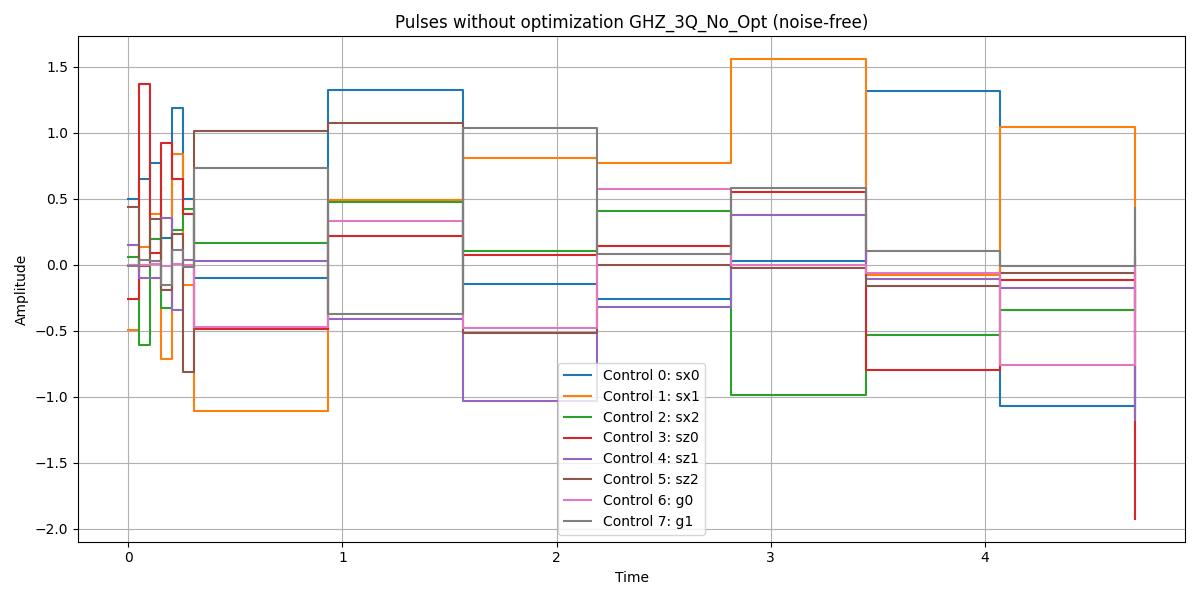 Pulses without optimization GHZ_3Q_No_Opt (noise-free)
Amplitude
1.5
1.0
0.5
0.0
−0.5
−1.0
−1.5
−2.0
Control 0: sx0
Control 1: sx1
Control 2: sx2
Control 3: sz0
Control 4: sz1
Control 5: sz2
Control 6: g0
Control 7: g1
0 1 2 3 4
Time